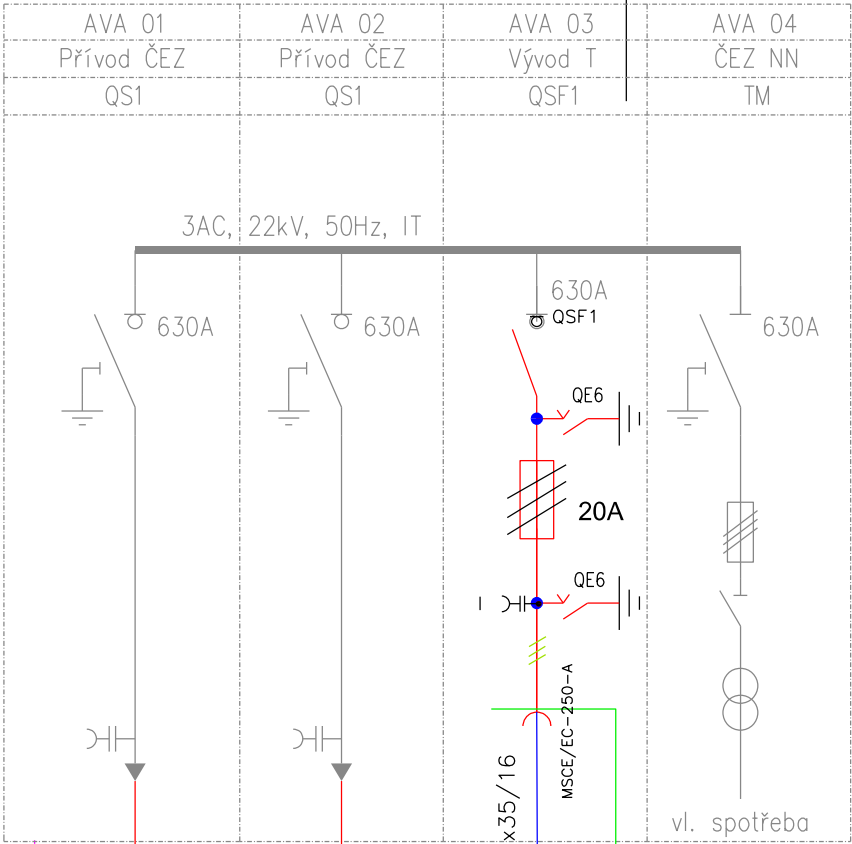 AVA 01 AVA 02 AVA 03 AVA 04
Přívod ČEZ Přívod ČEZ Vývod T ČEZ NN
QS1 QS1 QSF1 TM
3AC, 22kV, 50Hz, IT
630A
QSF1
630A 630A 630A
QE6
20A
QE6
MSCE/EC-250-A
x35/16
vl. spotřeba